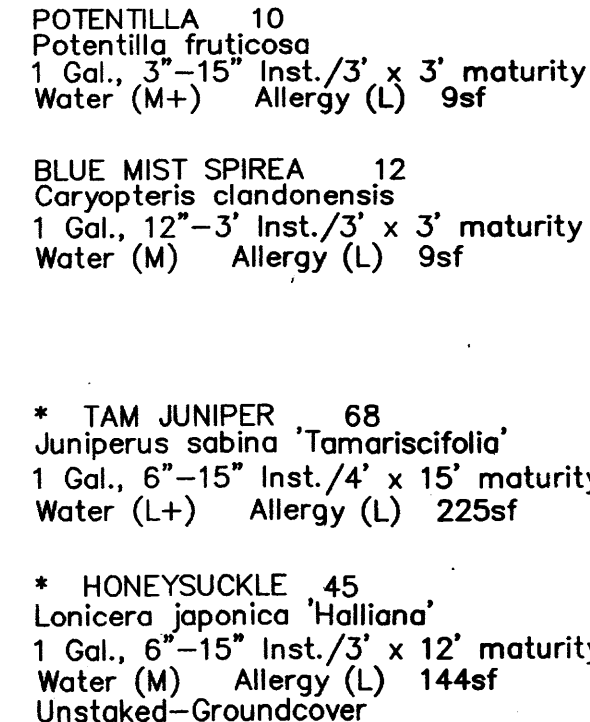 POTENTILLA 10
Potentilla fruticosa
1 Gal., 3"-15" Inst./3' x 3' maturity
Water (M+) Allergy (L) 9sf
BLUE MIST SPIREA 12
Caryopteris clandonensis
1 Gal., 12"-3' Inst./3' x 3' maturity
Water (M) Allergy (L) 9sf
* TAM JUNIPER 68
Juniperus sabina 'Tamariscifolia'
1 Gal., 6"-15" Inst./4' x 15' maturity
Water (L+) Allergy (L) 225sf
* HONEYSUCKLE 45
Lonicera japonica 'Halliana'
1 Gal., 6"-15" Inst./3' x 12' maturity
Water (M) Allergy (L) 144sf
Unstaked-Groundcover